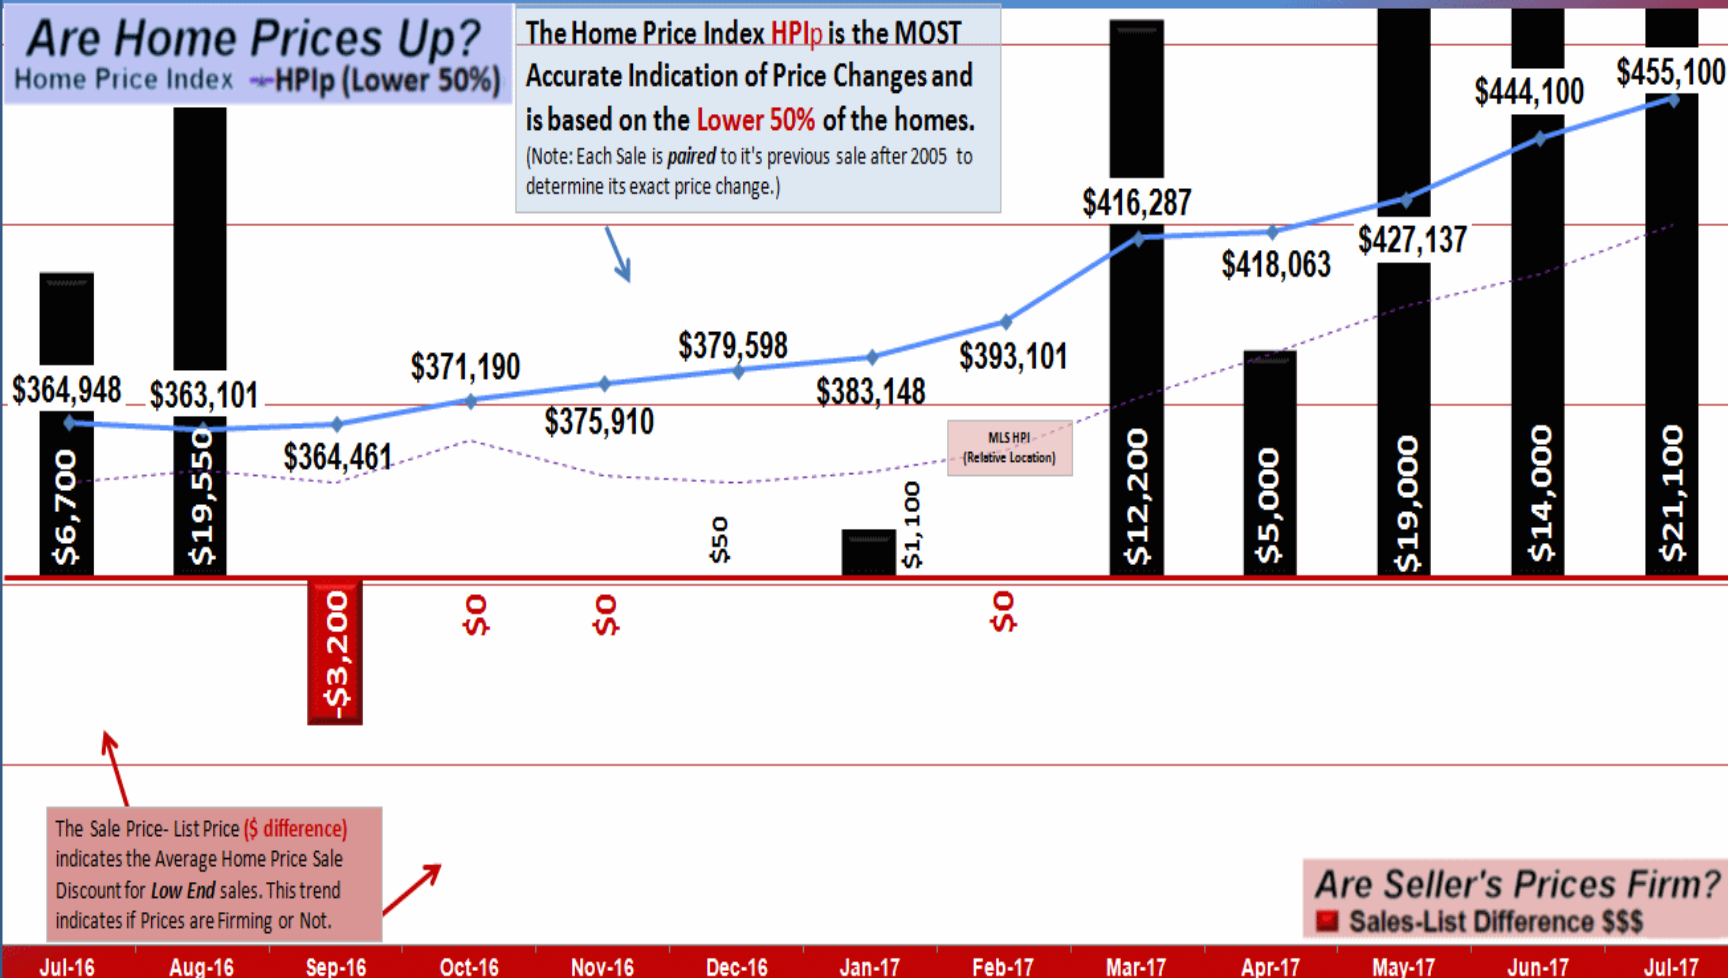 Are Home Prices Up?
Home Price Index HPIp (Lower 50%)
The Home Price Index HPIp is the MOST
Accurate Indication of Price Changes and
is based on the Lower 50% of the homes.
(Note: Each Sale is paired to it's previous sale after 2005 to
determine its exact price change.)
$364,948
$363,101
$364,461
$371,190
$375,910
$379,598
$383,148
$393,101
$416,287
$418,063
$427,137
$444,100
$455,100
MLS HPI
(Relative Location)
$6,700
$19,550
-$3,200
$0
$0
$50
$1,100
$0
$12,200
$5,000
$19,000
$14,000
$21,100
The Sale Price- List Price ($ difference)
indicates the Average Home Price Sale
Discount for Low End sales. This trend
indicates if Prices are Firming or Not.
Are Seller's Prices Firm?
Sales-List Difference $$$
Jul-16 Aug-16 Sep-16 Oct-16 Nov-16 Dec-16 Jan-17 Feb-17 Mar-17 Apr-17 May-17 Jun-17 Jul-17